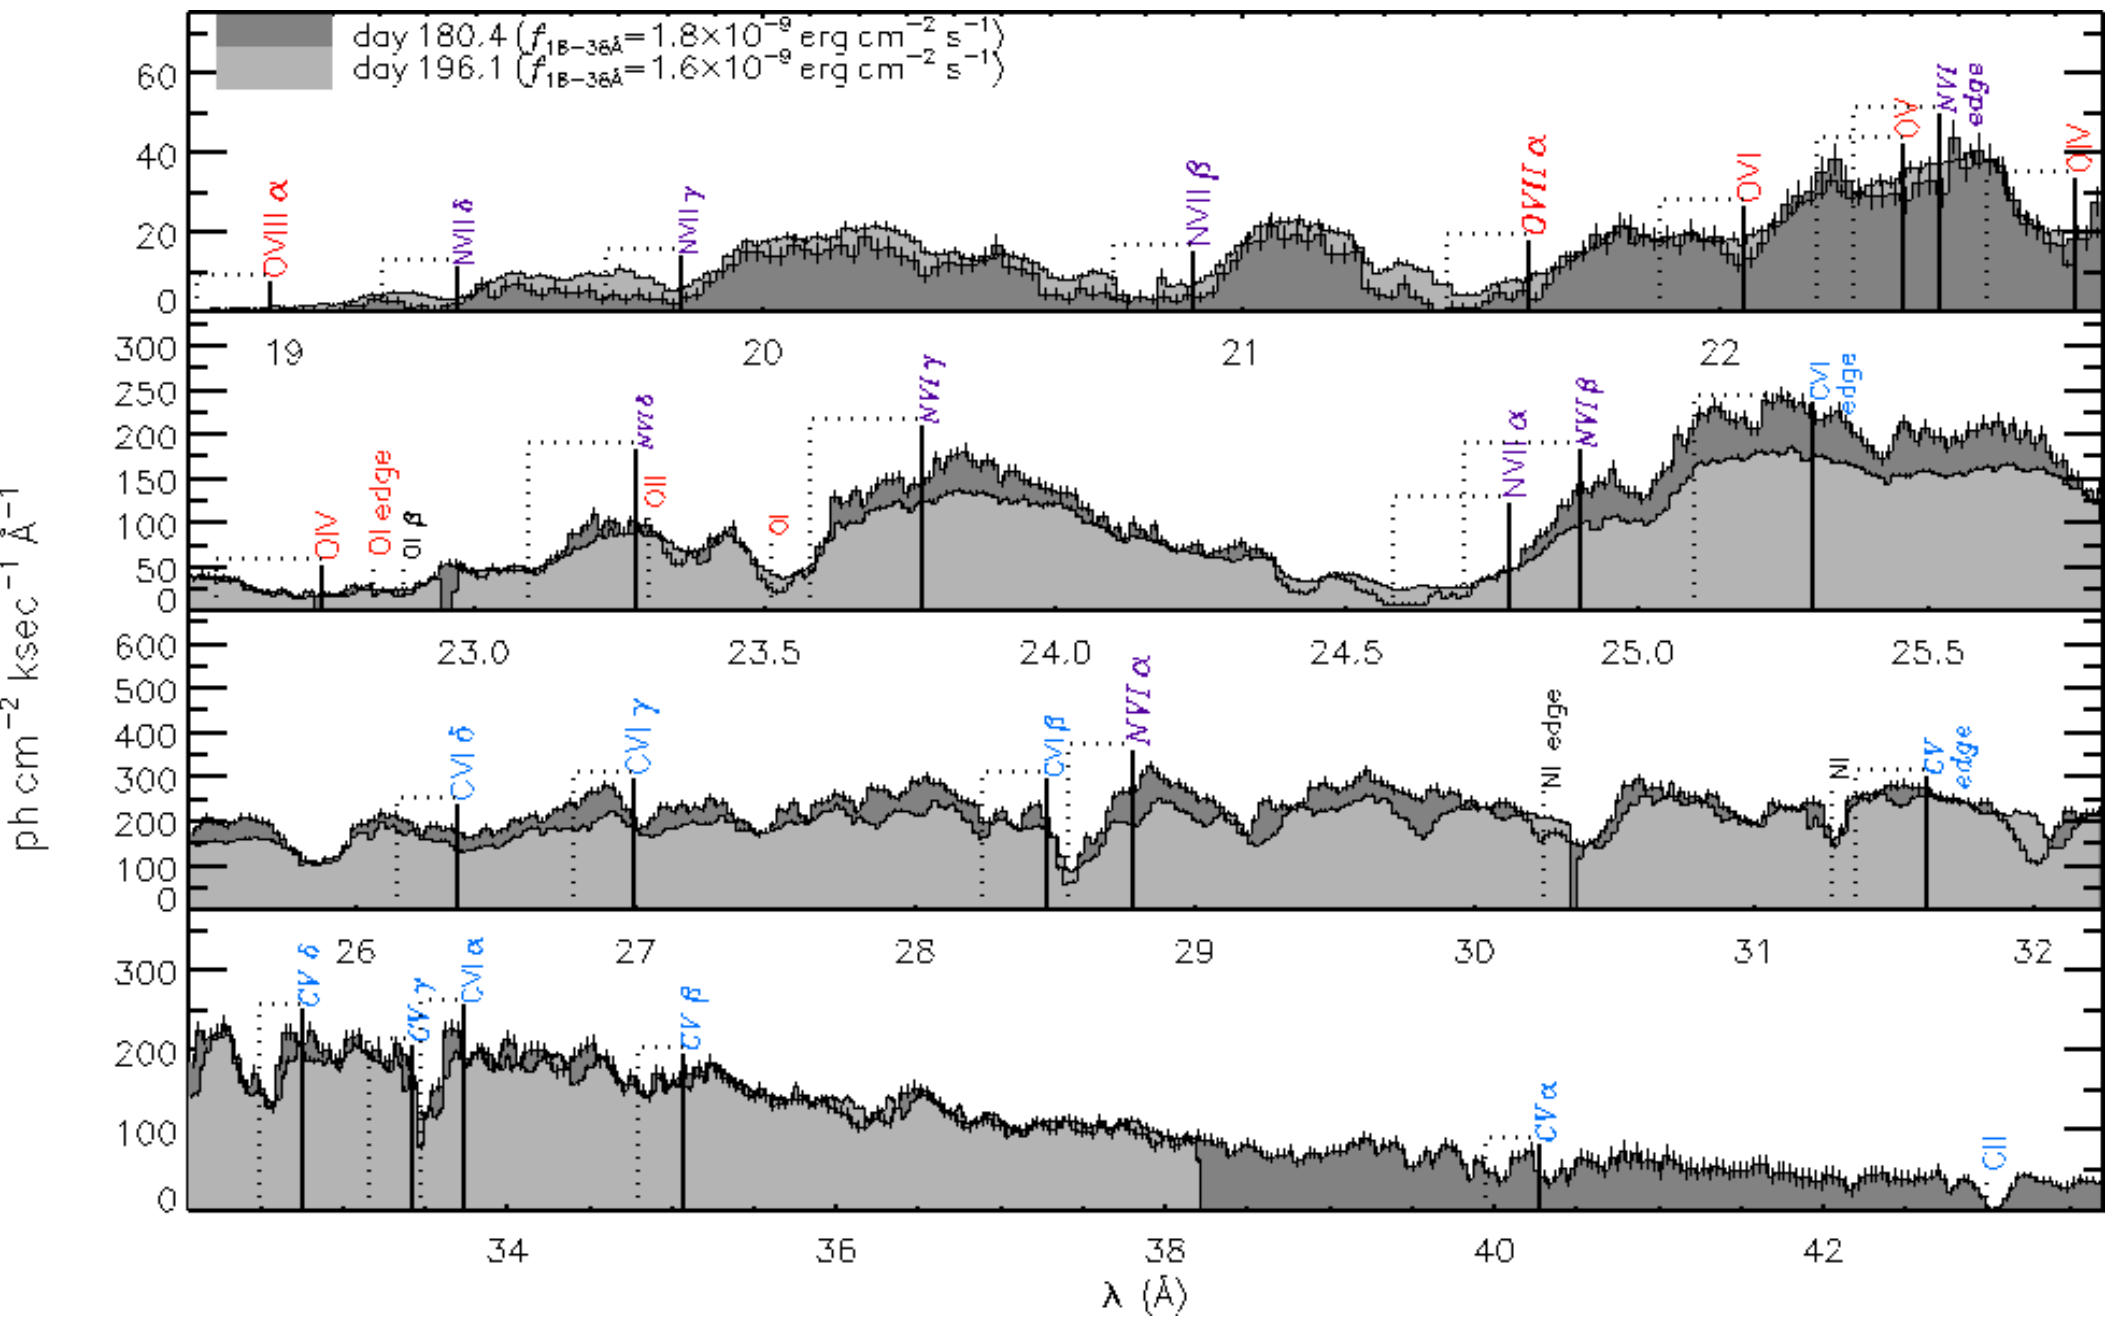 day 180.4 (f1B−38Å=1.8×10−9 erg cm−2 s−1)
day 196.1 (f1B−38Å=1.6×10−9 erg cm−2 s−1)
ph cm−2 ksec−1 Å−1
60
40
20
0
OVIII α
NVII δ
NVII γ
NVII β
OVII α
OVI
OV
NVI edge
OIV
19 20 21 22
300
250
200
150
100
50
0
OIV
OI edge
OI β
NVI δ
OII
NVI γ
OI
NVII α
NVI β
CVI edge
23.0 23.5 24.0 24.5 25.0 25.5
600
500
400
300
200
100
0
CVI δ
CVI γ
CVI β
NVI α
NI edge
NI
CV edge
26 27 28 29 30 31 32
300
200
100
0
CV δ
CV γ
CVI α
CV β
CV α
CII
34 36 38 40 42
λ (Å)